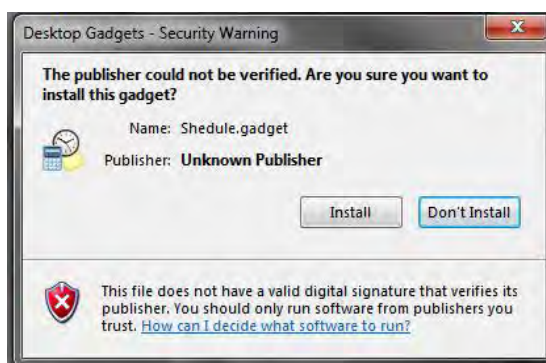 Desktop Gadgets - Security Warning
The publisher could not be verified. Are you sure you want to
install this gadget?
Name: Shedule.gadget
Publisher: Unknown Publisher
Install
Don't Install
This file does not have a valid digital signature that verifies its
publisher. You should only run software from publishers you
trust. How can I decide what software to run?